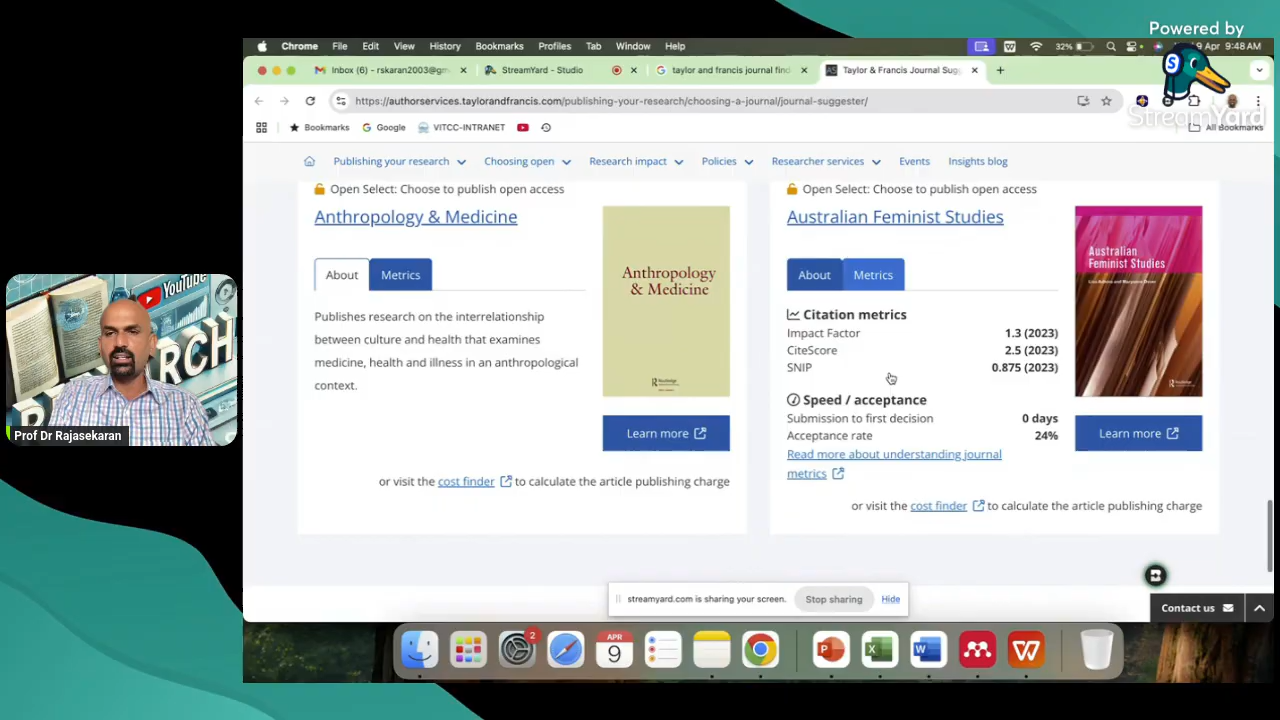 Powered by
StreamYard
Chrome File Edit View History Bookmarks Profiles Tab Window Help
32%
9 Apr 9:48 AM
Inbox (6) - rskaran2003@gm
StreamYard - Studio
taylor and francis journal find
Taylor & Francis Journal Sugg
https://authorservices.taylorandfrancis.com/publishing-your-research/choosing-a-journal/journal-suggester/
Bookmarks
Google
VITCC-INTRANET
All Bookmarks
Publishing your research
Choosing open
Research impact
Policies
Researcher services
Events
Insights blog
Open Select: Choose to publish open access
Anthropology & Medicine
About
Metrics
Publishes research on the interrelationship
between culture and health that examines
medicine, health and illness in an anthropological
context.
Anthropology
& Medicine
Routledge
Learn more
or visit the cost finder to calculate the article publishing charge
Open Select: Choose to publish open access
Australian Feminist Studies
About
Metrics
Citation metrics
Impact Factor 1.3 (2023)
CiteScore 2.5 (2023)
SNIP 0.875 (2023)
Speed / acceptance
Submission to first decision 0 days
Acceptance rate 24%
Read more about understanding journal
metrics
Australian
Feminist Studies
Routledge
Learn more
or visit the cost finder to calculate the article publishing charge
YouTube
Prof Dr Rajasekaran
streamyard.com is sharing your screen.
Stop sharing
Hide
Contact us
2
APR
9